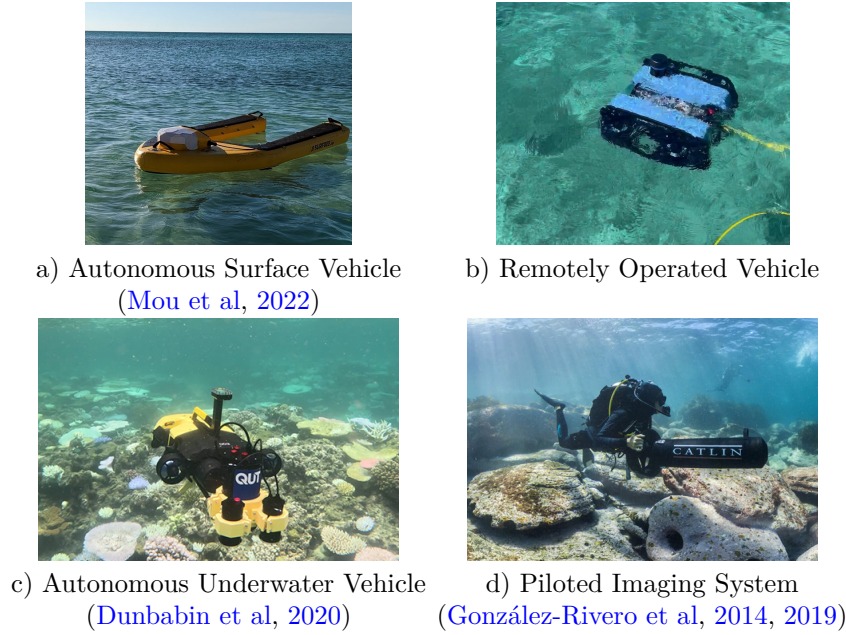 a) Autonomous Surface Vehicle
(Mou et al, 2022)
b) Remotely Operated Vehicle
QUT
CATLIN
c) Autonomous Underwater Vehicle
(Dunbabin et al, 2020)
d) Piloted Imaging System
(González-Rivero et al, 2014, 2019)